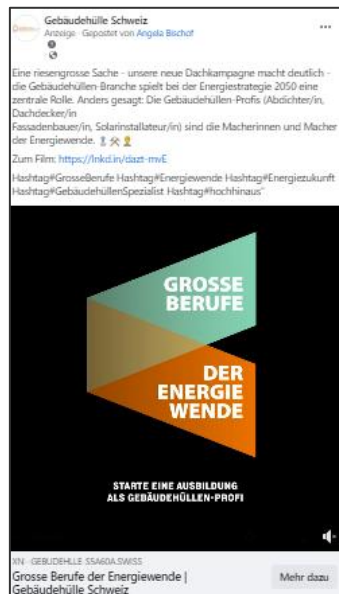 Gebäudehülle Schweiz
Anzeige · Gepostet von Angela Bischof
Eine riesengrosse Sache - unsere neue Dachkampagne macht deutlich -
die Gebäudehüllen-Branche spielt bei der Energiestrategie 2050 eine
zentrale Rolle. Anders gesagt: Die Gebäudehüllen-Profis (Abdichter/in,
Dachdecker/in
Fassadenbauer/in, Solarinstallateur/in) sind die Macherinnen und Macher
der Energiewende.
Zum Film: https://lnkd.in/dazt-mvE
Hashtag#GrosseBerufe Hashtag#Energiewende Hashtag#Energiezukunft
Hashtag#GebäudehüllenSpezialist Hashtag#hochhinaus"
GROSSE
BERUFE
DER
ENERGIE
WENDE
STARTE EINE AUSBILDUNG
ALS GEBÄUDEHÜLLEN-PROFI
Grosse Berufe der Energiewende |
Gebäudehülle Schweiz
Mehr dazu